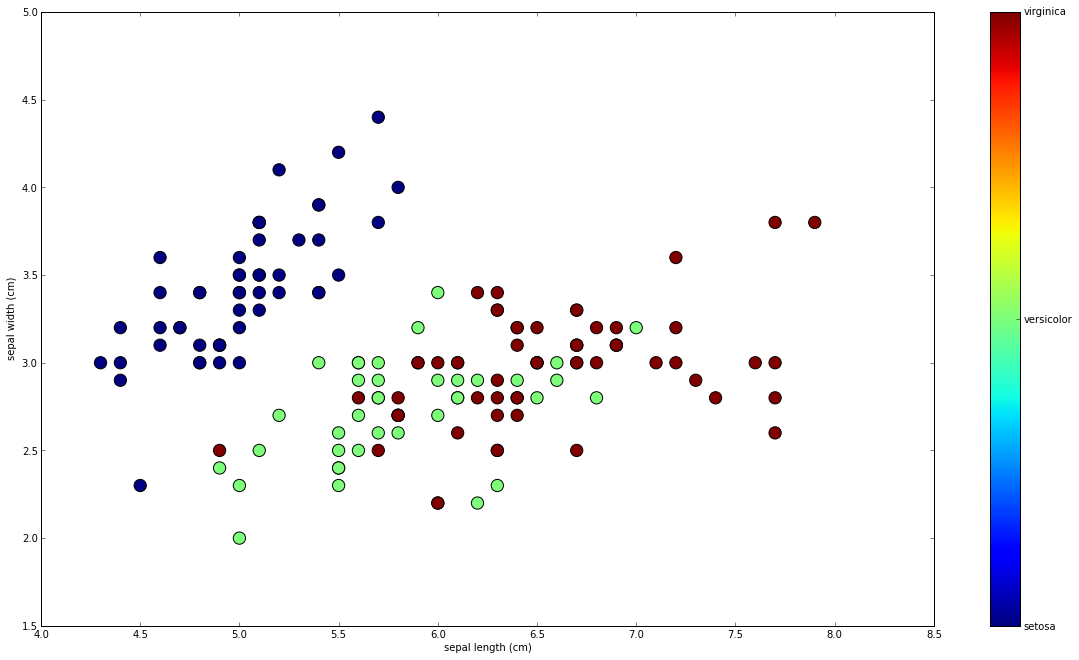 5.0
4.5
4.0
3.5
3.0
2.5
2.0
1.5
sepal width (cm)
4.0 4.5 5.0 5.5 6.0 6.5 7.0 7.5 8.0 8.5
sepal length (cm)
virginica
versicolor
setosa